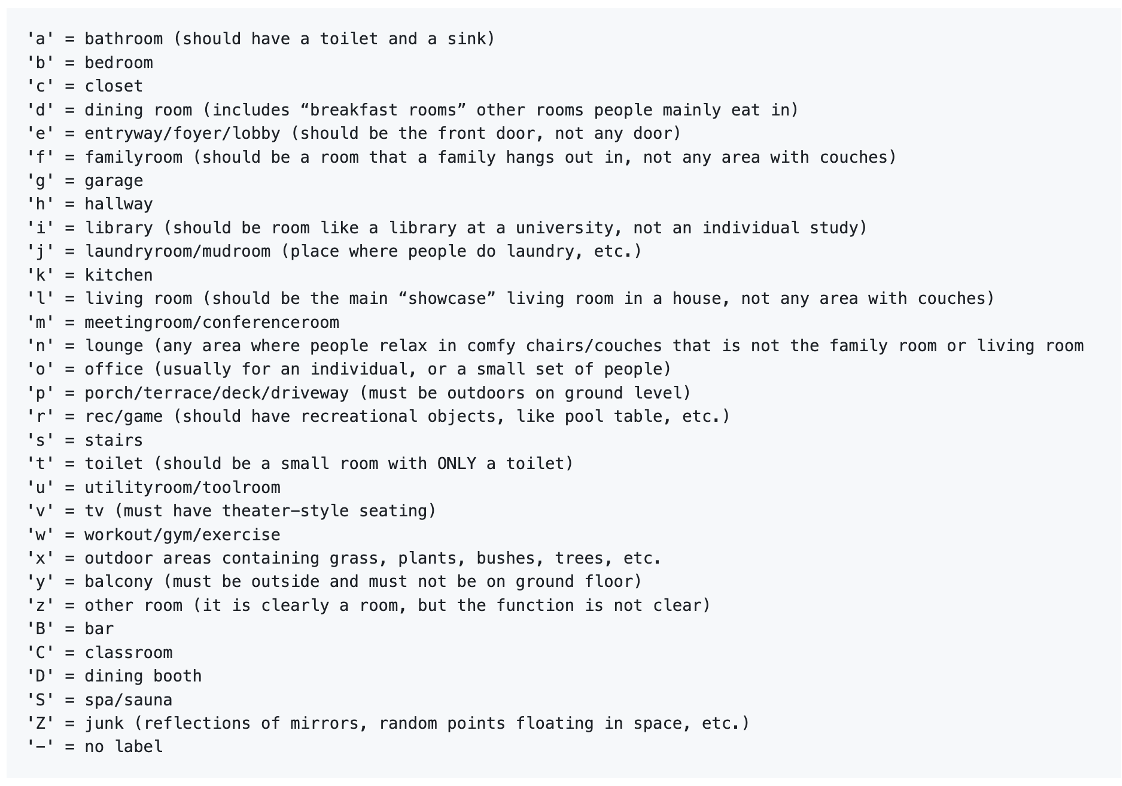 'a' = bathroom (should have a toilet and a sink)
'b' = bedroom
'c' = closet
'd' = dining room (includes “breakfast rooms” other rooms people mainly eat in)
'e' = entryway/foyer/lobby (should be the front door, not any door)
'f' = familyroom (should be a room that a family hangs out in, not any area with couches)
'g' = garage
'h' = hallway
'i' = library (should be room like a library at a university, not an individual study)
'j' = laundryroom/mudroom (place where people do laundry, etc.)
'k' = kitchen
'l' = living room (should be the main “showcase” living room in a house, not any area with couches)
'm' = meetingroom/conferenceroom
'n' = lounge (any area where people relax in comfy chairs/couches that is not the family room or living room
'o' = office (usually for an individual, or a small set of people)
'p' = porch/terrace/deck/driveway (must be outdoors on ground level)
'r' = rec/game (should have recreational objects, like pool table, etc.)
's' = stairs
't' = toilet (should be a small room with ONLY a toilet)
'u' = utilityroom/toolroom
'v' = tv (must have theater-style seating)
'w' = workout/gym/exercise
'x' = outdoor areas containing grass, plants, bushes, trees, etc.
'y' = balcony (must be outside and must not be on ground floor)
'z' = other room (it is clearly a room, but the function is not clear)
'B' = bar
'C' = classroom
'D' = dining booth
'S' = spa/sauna
'Z' = junk (reflections of mirrors, random points floating in space, etc.)
'-' = no label